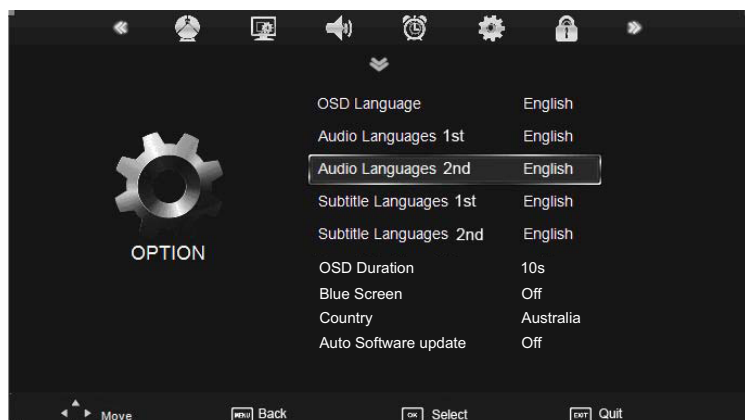 OSD Language English
Audio Languages 1st English
Audio Languages 2nd English
Subtitle Languages 1st English
Subtitle Languages 2nd English
OPTION
OSD Duration 10s
Blue Screen Off
Country Australia
Auto Software update Off
Move MENU Back OK Select EXIT Quit